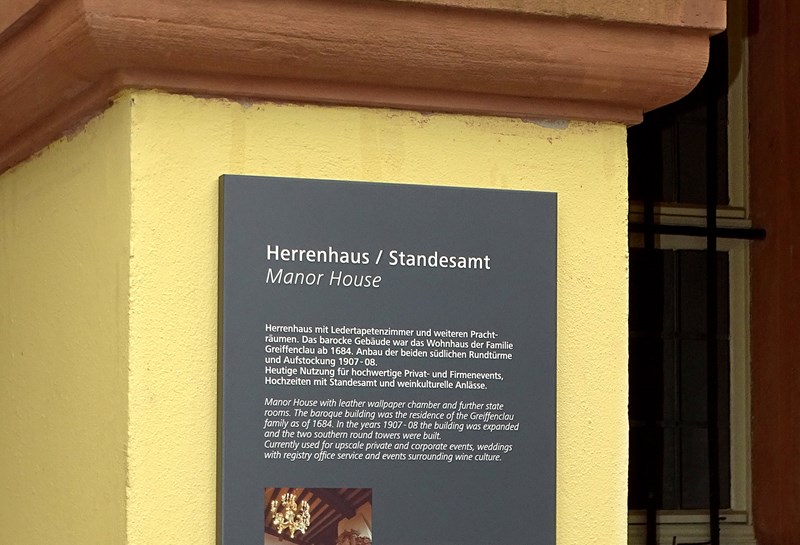 Herrenhaus / Standesamt
Manor House
Herrenhaus mit Ledertapetenzimmer und weiteren Pracht-
räumen. Das barocke Gebäude war das Wohnhaus der Familie
Greiffenclau ab 1684. Anbau der beiden südlichen Rundtürme
und Aufstockung 1907-08.
Heutige Nutzung für hochwertige Privat- und Firmenevents,
Hochzeiten mit Standesamt und weinkulturelle Anlässe.
Manor House with leather wallpaper chamber and further state
rooms. The baroque building was the residence of the Greiffenclau
family as of 1684. In the years 1907-08 the building was expanded
and the two southern round towers were built.
Currently used for upscale private and corporate events, weddings
with registry office service and events surrounding wine culture.